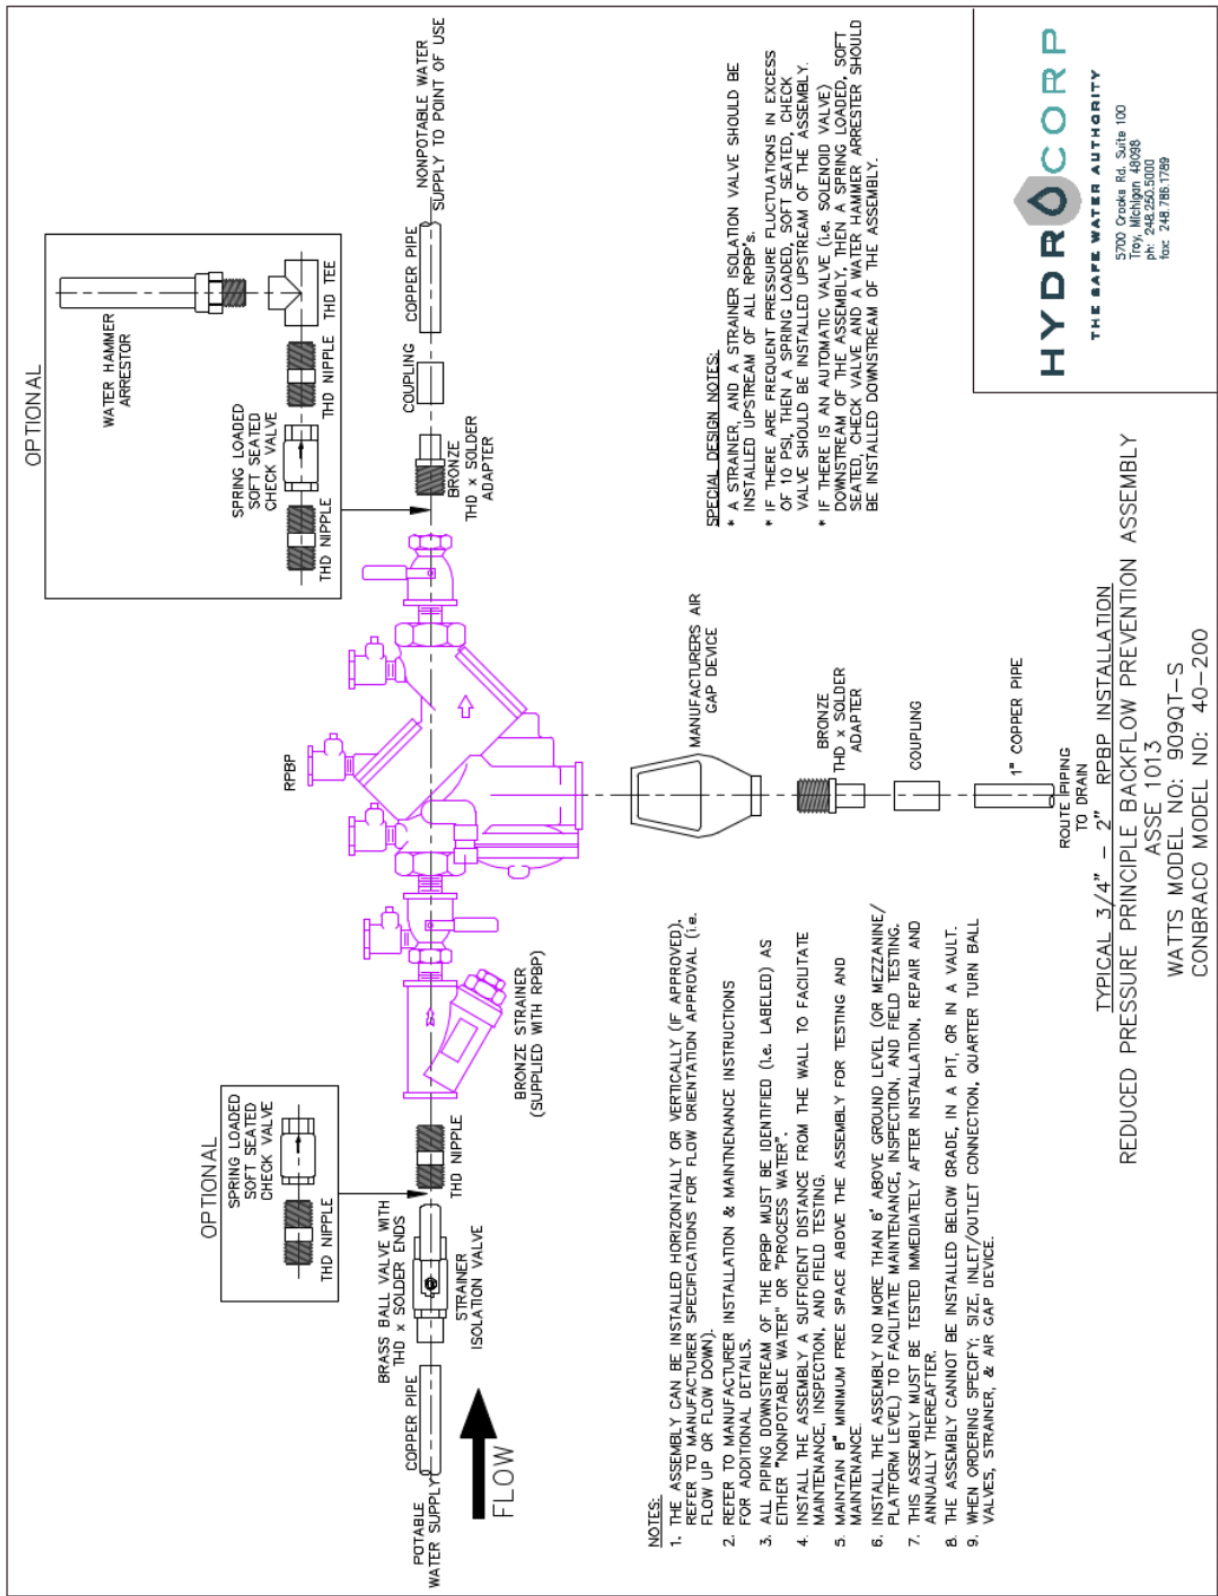 OPTIONAL
WATER HAMMER
ARRESTOR
SPRING LOADED
SOFT SEATED
CHECK VALVE
THD NIPPLE
THD NIPPLE
THD TEE
OPTIONAL
SPRING LOADED
SOFT SEATED
CHECK VALVE
THD NIPPLE
RPBP
BRASS BALL VALVE WITH
THD x SOLDER ENDS
POTABLE
WATER SUPPLY
COPPER PIPE
STRAINER
ISOLATION VALVE
THD NIPPLE
BRONZE STRAINER
(SUPPLIED WITH RPBP)
BRONZE
THD x SOLDER
ADAPTER
COUPLING
COPPER PIPE
NONPOTABLE WATER
SUPPLY TO POINT OF USE
FLOW
MANUFACTURERS AIR
GAP DEVICE
BRONZE
THD x SOLDER
ADAPTER
COUPLING
1" COPPER PIPE
ROUTE PIPING
TO DRAIN
NOTES:
1. THE ASSEMBLY CAN BE INSTALLED HORIZONTALLY OR VERTICALLY (IF APPROVED).
REFER TO MANUFACTURER SPECIFICATIONS FOR FLOW ORIENTATION APPROVAL (i.e.
FLOW UP OR FLOW DOWN).
2. REFER TO MANUFACTURER INSTALLATION & MAINTNENANCE INSTRUCTIONS
FOR ADDITIONAL DETAILS.
3. ALL PIPING DOWNSTREAM OF THE RPBP MUST BE IDENTIFIED (i.e. LABELED) AS
EITHER "NONPOTABLE WATER" OR "PROCESS WATER".
4. INSTALL THE ASSEMBLY A SUFFICIENT DISTANCE FROM THE WALL TO FACILITATE
MAINTENANCE, INSPECTION, AND FIELD TESTING.
5. MAINTAIN 8" MINIMUM FREE SPACE ABOVE THE ASSEMBLY FOR TESTING AND
MAINTENANCE.
6. INSTALL THE ASSEMBLY NO MORE THAN 6' ABOVE GROUND LEVEL (OR MEZZANINE/
PLATFORM LEVEL) TO FACILITATE MAINTENANCE, INSPECTION, AND FIELD TESTING.
7. THIS ASSEMBLY MUST BE TESTED IMMEDIATELY AFTER INSTALLATION, REPAIR AND
ANNUALLY THEREAFTER.
8. THE ASSEMBLY CANNOT BE INSTALLED BELOW GRADE, IN A PIT, OR IN A VAULT.
9. WHEN ORDERING SPECIFY; SIZE, INLET/OUTLET CONNECTION, QUARTER TURN BALL
VALVES, STRAINER, & AIR GAP DEVICE.
SPECIAL DESIGN NOTES:
* A STRAINER, AND A STRAINER ISOLATION VALVE SHOULD BE
INSTALLED UPSTREAM OF ALL RPBP's.
* IF THERE ARE FREQUENT PRESSURE FLUCTUATIONS IN EXCESS
OF 10 PSI, THEN A SPRING LOADED, SOFT SEATED, CHECK
VALVE SHOULD BE INSTALLED UPSTREAM OF THE ASSEMBLY.
* IF THERE IS AN AUTOMATIC VALVE (i.e. SOLENOID VALVE)
DOWNSTREAM OF THE ASSEMBLY, THEN A SPRING LOADED, SOFT
SEATED, CHECK VALVE AND A WATER HAMMER ARRESTER SHOULD
BE INSTALLED DOWNSTREAM OF THE ASSEMBLY.
TYPICAL 3/4" - 2" RPBP INSTALLATION
REDUCED PRESSURE PRINCIPLE BACKFLOW PREVENTION ASSEMBLY
ASSE 1013
WATTS MODEL NO: 909QT-S
CONBRACO MODEL NO: 40-200
HYDROCORP
THE SAFE WATER AUTHORITY
5700 Crooks Rd. Suite 100
Troy, Michigan 48098
ph: 248.250.5000
fax: 248.786.1789